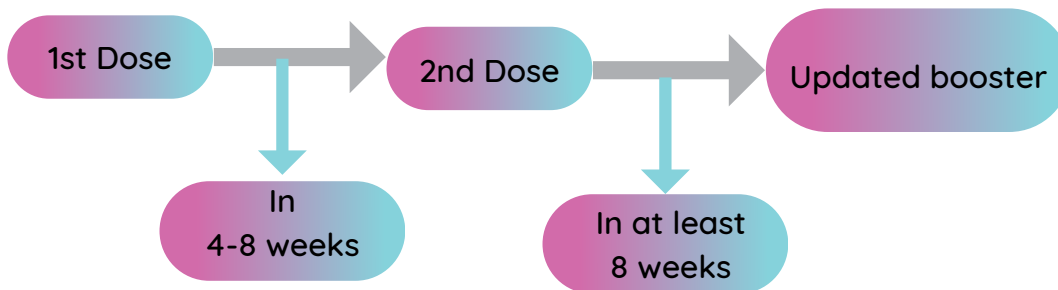 1st Dose
2nd Dose
Updated booster
In
4-8 weeks
In at least
8 weeks